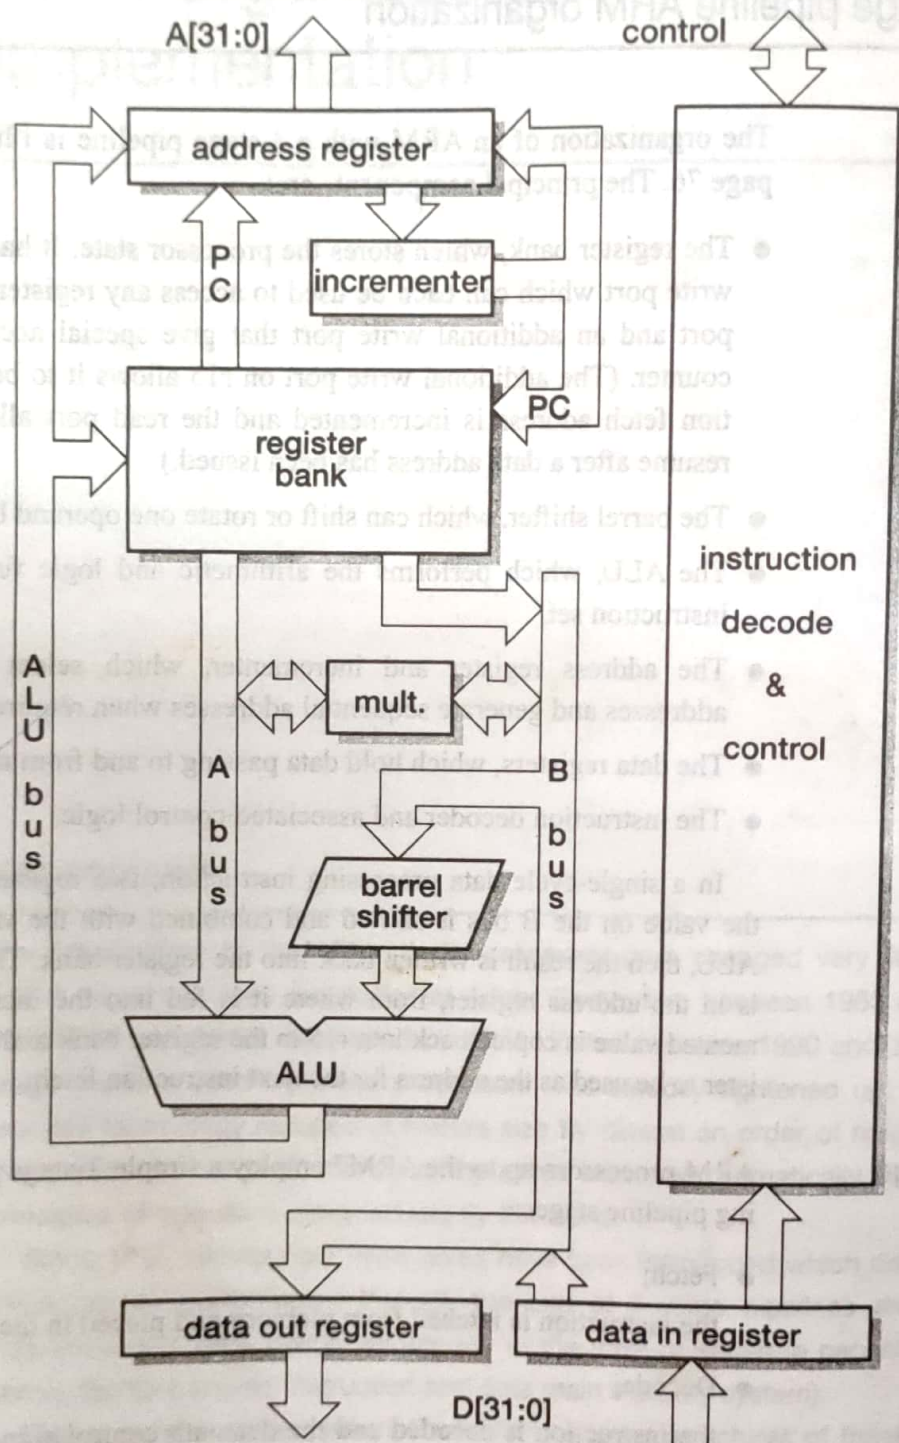 A[31:0]
control
address register
P
C
incrementer
PC
register
bank
instruction
decode
&
control
mult.
A
L
U
b
u
s
A
b
u
s
B
b
u
s
barrel
shifter
ALU
data out register
data in register
D[31:0]